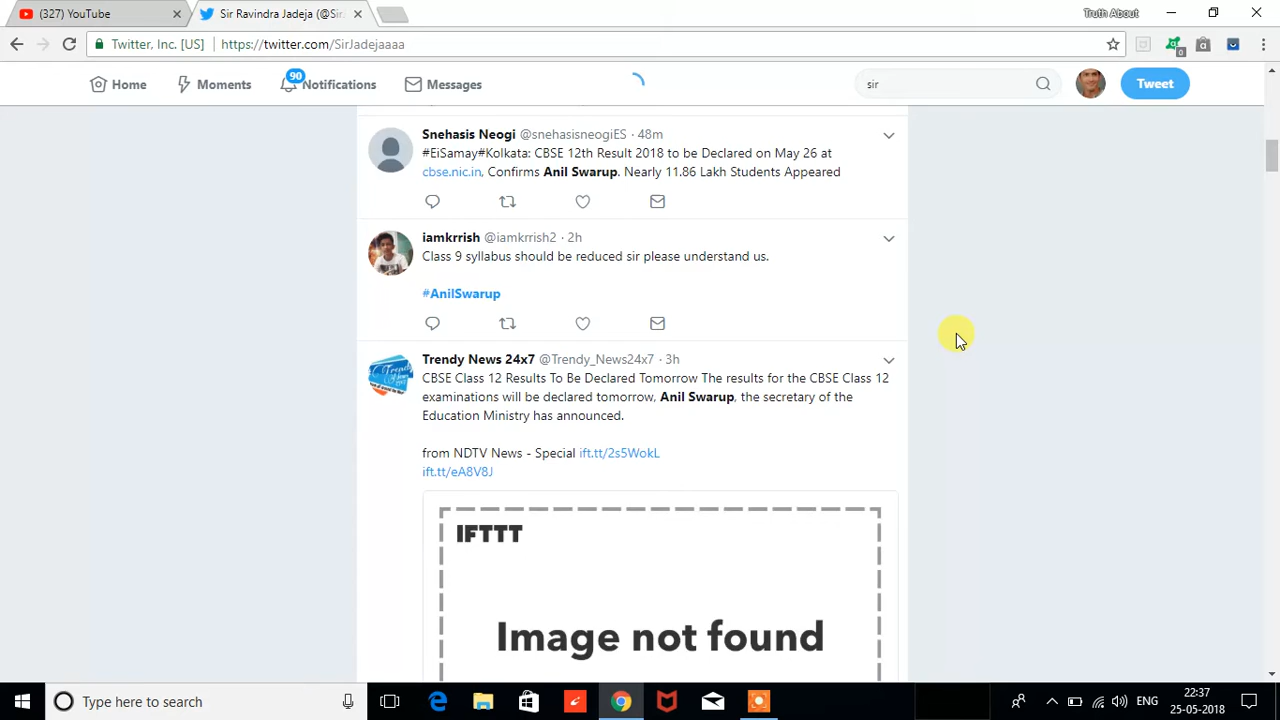 (327) YouTube
Sir Ravindra Jadeja (@Sir
Truth About
Twitter, Inc. [US] https://twitter.com/SirJadejaaaa
0
Home Moments 90 Notifications Messages sir Tweet
Snehasis Neogi @snehasisneogiES · 48m
#EiSamay#Kolkata: CBSE 12th Result 2018 to be Declared on May 26 at
cbse.nic.in, Confirms Anil Swarup. Nearly 11.86 Lakh Students Appeared
iamkrrish @iamkrrish2 · 2h
Class 9 syllabus should be reduced sir please understand us.
#AnilSwarup
Trendy News 24x7 @Trendy_News24x7 · 3h
CBSE Class 12 Results To Be Declared Tomorrow The results for the CBSE Class 12
examinations will be declared tomorrow, Anil Swarup, the secretary of the
Education Ministry has announced.
from NDTV News - Special ift.tt/2s5WokL
ift.tt/eA8V8J
IFTTT
Image not found
Type here to search
ENG
22:37
25-05-2018